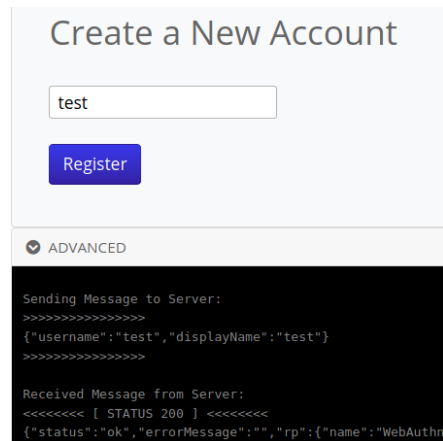 Create a New Account
test
Register
ADVANCED
Sending Message to Server:
>>>>>>>>>>>>>>>>
{"username":"test","displayName":"test"}
>>>>>>>>>>>>>>>>
Received Message from Server:
<<<<<<<< [ STATUS 200 ] <<<<<<<<
{"status":"ok","errorMessage":"","rp":{"name":"WebAuthn